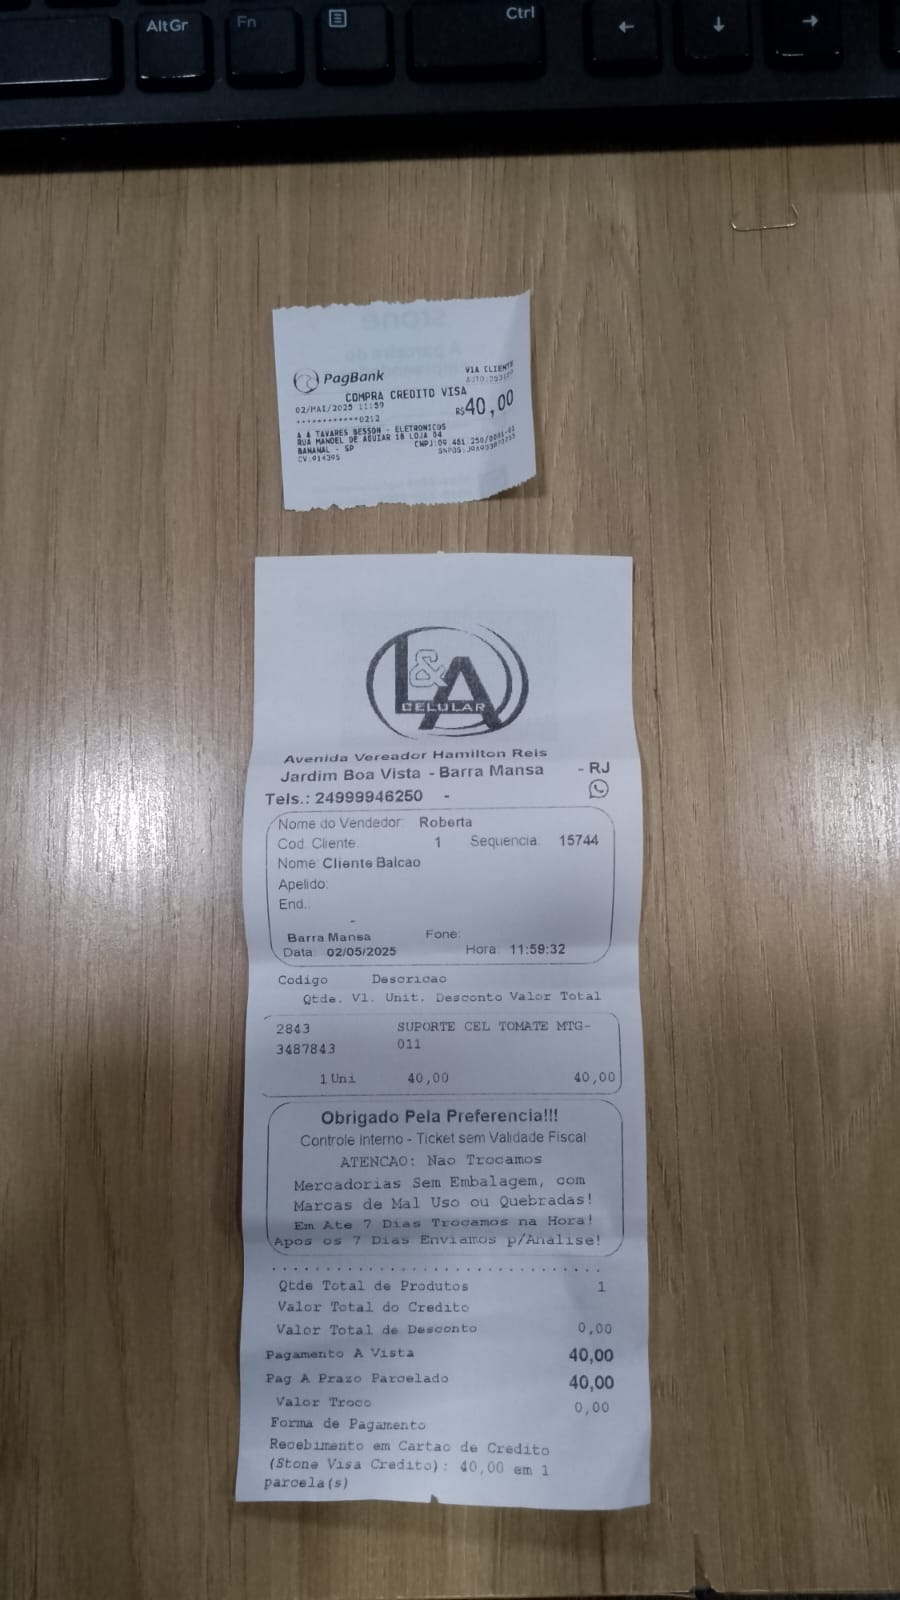 AltGr
Fn
Ctrl
PagBank
VIA CLIENTE
COMPRA CREDITO VISA
02/MAI/2025 11:59
R$40,00
************0212
A A TAVARES BESSON - ELETRONICOS
RUA MANOEL DE AGUIAR 18 LOJA 04
BANANAL - SP
CV:014395
L&A
CELULAR
Avenida Vereador Hamilton Reis
Jardim Boa Vista - Barra Mansa - RJ
Tels.: 24999946250 -
Nome do Vendedor: Roberta
Cod. Cliente: 1 Sequencia: 15744
Nome: Cliente Balcao
Apelido:
End.:
-
Barra Mansa Fone:
Data: 02/05/2025 Hora: 11:59:32
Codigo Descricao
Qtde. Vl. Unit. Desconto Valor Total
2843 SUPORTE CEL TOMATE MTG-
3487843 011
1 Uni 40,00 40,00
Obrigado Pela Preferencia!!!
Controle Interno - Ticket sem Validade Fiscal
ATENCAO: Nao Trocamos
Mercadorias Sem Embalagem, com
Marcas de Mal Uso ou Quebradas!
Em Ate 7 Dias Trocamos na Hora!
Apos os 7 Dias Enviamos p/Analise!
Qtde Total de Produtos 1
Valor Total do Credito
Valor Total de Desconto 0,00
Pagamento A Vista 40,00
Pag A Prazo Parcelado 40,00
Valor Troco 0,00
Forma de Pagamento
Recebimento em Cartao de Credito
(Stone Visa Credito): 40,00 em 1
parcela(s)